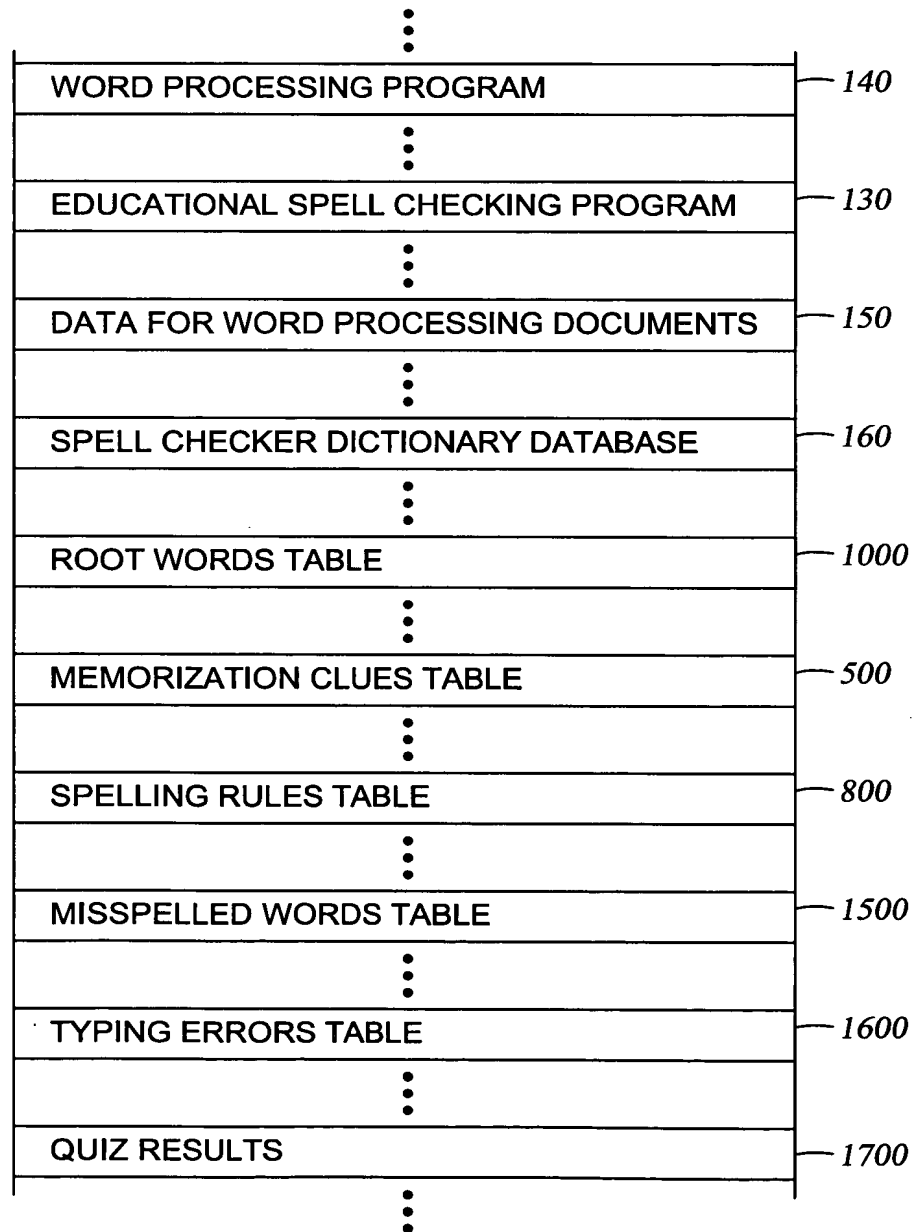 WORD PROCESSING PROGRAM 140
EDUCATIONAL SPELL CHECKING PROGRAM 130
DATA FOR WORD PROCESSING DOCUMENTS 150
SPELL CHECKER DICTIONARY DATABASE 160
ROOT WORDS TABLE 1000
MEMORIZATION CLUES TABLE 500
SPELLING RULES TABLE 800
MISSPELLED WORDS TABLE 1500
TYPING ERRORS TABLE 1600
QUIZ RESULTS 1700